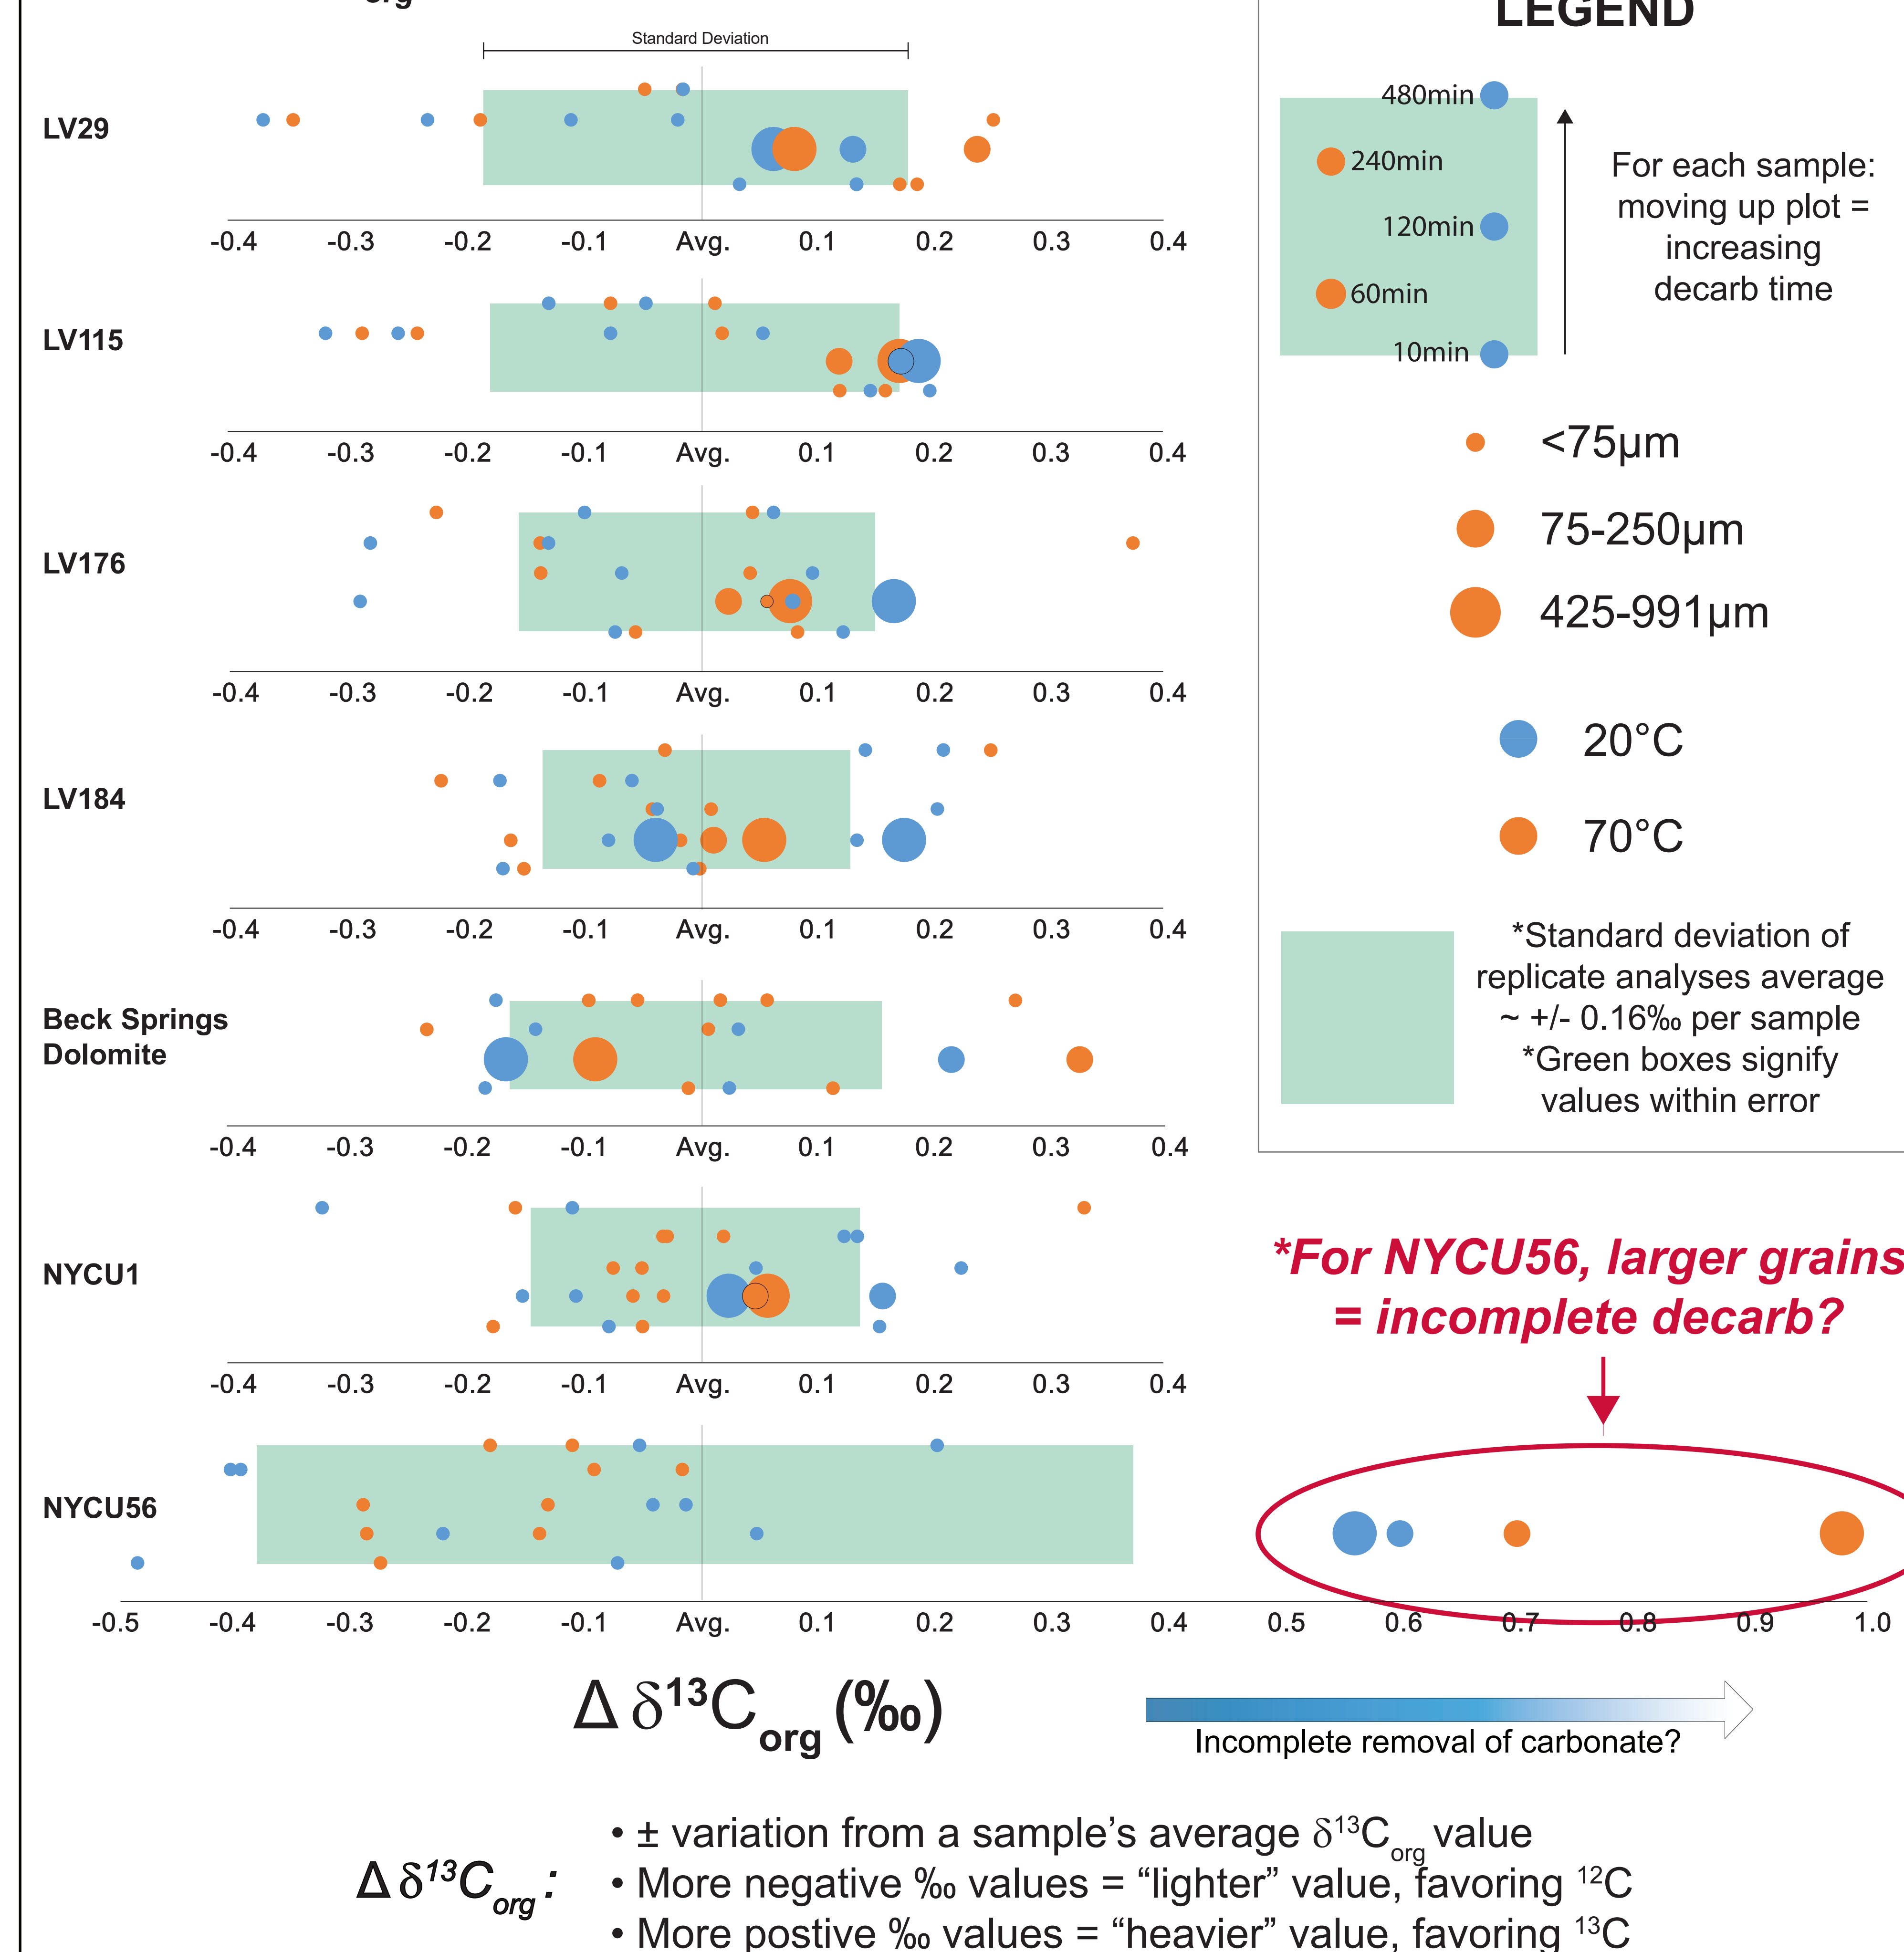 org
Standard Deviation
LV29
-0.4 -0.3 -0.2 -0.1 Avg. 0.1 0.2 0.3 0.4
LV115
-0.4 -0.3 -0.2 -0.1 Avg. 0.1 0.2 0.3 0.4
LV176
-0.4 -0.3 -0.2 -0.1 Avg. 0.1 0.2 0.3 0.4
LV184
-0.4 -0.3 -0.2 -0.1 Avg. 0.1 0.2 0.3 0.4
Beck Springs
Dolomite
-0.4 -0.3 -0.2 -0.1 Avg. 0.1 0.2 0.3 0.4
NYCU1
-0.4 -0.3 -0.2 -0.1 Avg. 0.1 0.2 0.3 0.4
NYCU56
-0.5 -0.4 -0.3 -0.2 -0.1 Avg. 0.1 0.2 0.3 0.4 0.5 0.6 0.7 0.8 0.9 1.0
LEGEND
480min
240min
120min
60min
10min
For each sample:
moving up plot =
increasing
decarb time
<75µm
75-250µm
425-991µm
20°C
70°C
*Standard deviation of
replicate analyses average
~ +/- 0.16‰ per sample
*Green boxes signify
values within error
*For NYCU56, larger grains
= incomplete decarb?
Δ δ¹³C org (‰)
Incomplete removal of carbonate?
Δ δ¹³C org :
• ± variation from a sample’s average δ¹³C org value
• More negative ‰ values = “lighter” value, favoring ¹²C
• More postive ‰ values = “heavier” value, favoring ¹³C